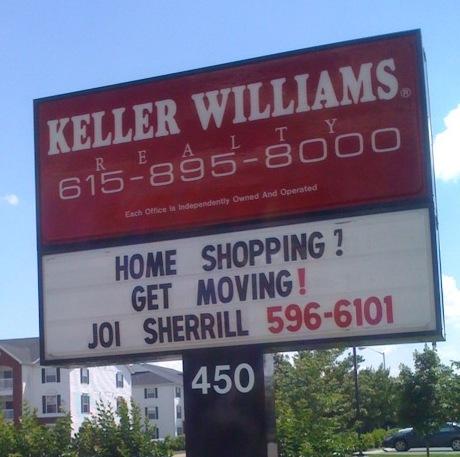 KELLER WILLIAMS®
REALTY
615-895-8000
Each Office is Independently Owned And Operated
HOME SHOPPING?
GET MOVING!
JOI SHERRILL 596-6101
450